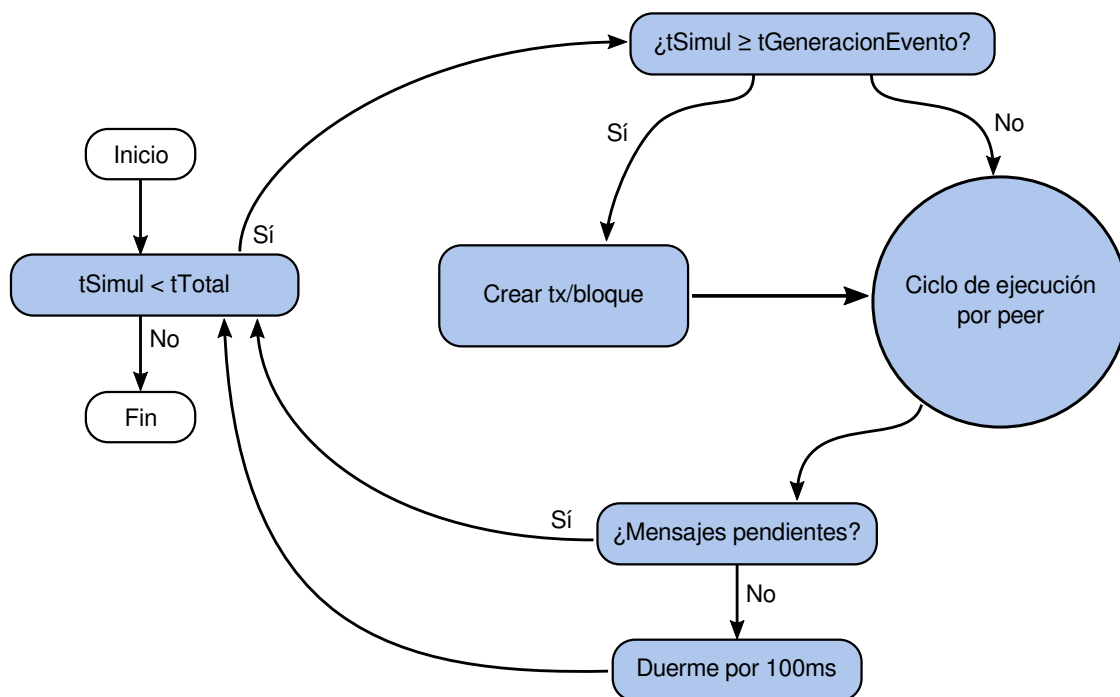 ¿tSimul ≥ tGeneracionEvento?
Sí
No
Inicio
Sí
tSimul < tTotal
Crear tx/bloque
Ciclo de ejecución
por peer
No
Fin
Sí
¿Mensajes pendientes?
No
Duerme por 100ms